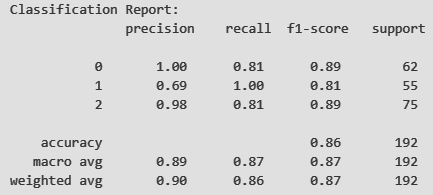 Classification Report:
precision recall f1-score support
0 1.00 0.81 0.89 62
1 0.69 1.00 0.81 55
2 0.98 0.81 0.89 75
accuracy 0.86 192
macro avg 0.89 0.87 0.87 192
weighted avg 0.90 0.86 0.87 192